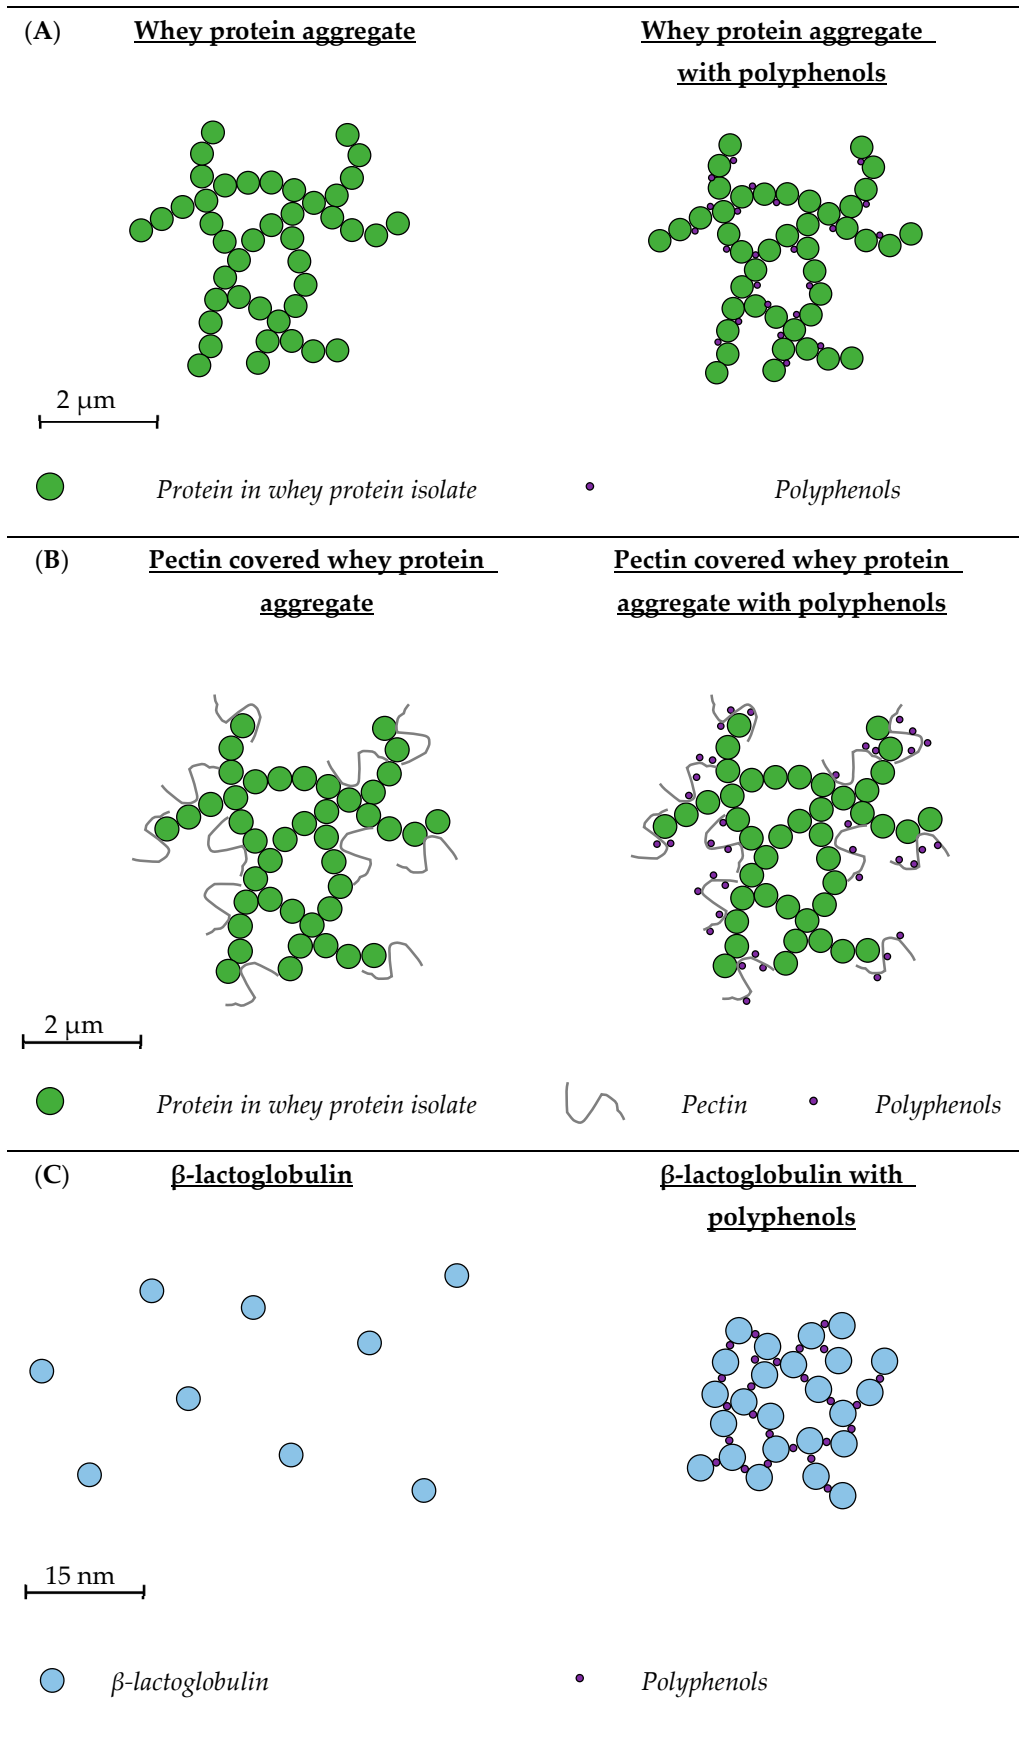 (A)
Whey protein aggregate
Whey protein aggregate
with polyphenols
2 µm
Protein in whey protein isolate
Polyphenols
(B)
Pectin covered whey protein
aggregate
Pectin covered whey protein
aggregate with polyphenols
2 µm
Protein in whey protein isolate
Pectin
Polyphenols
(C)
β-lactoglobulin
β-lactoglobulin with
polyphenols
15 nm
β-lactoglobulin
Polyphenols